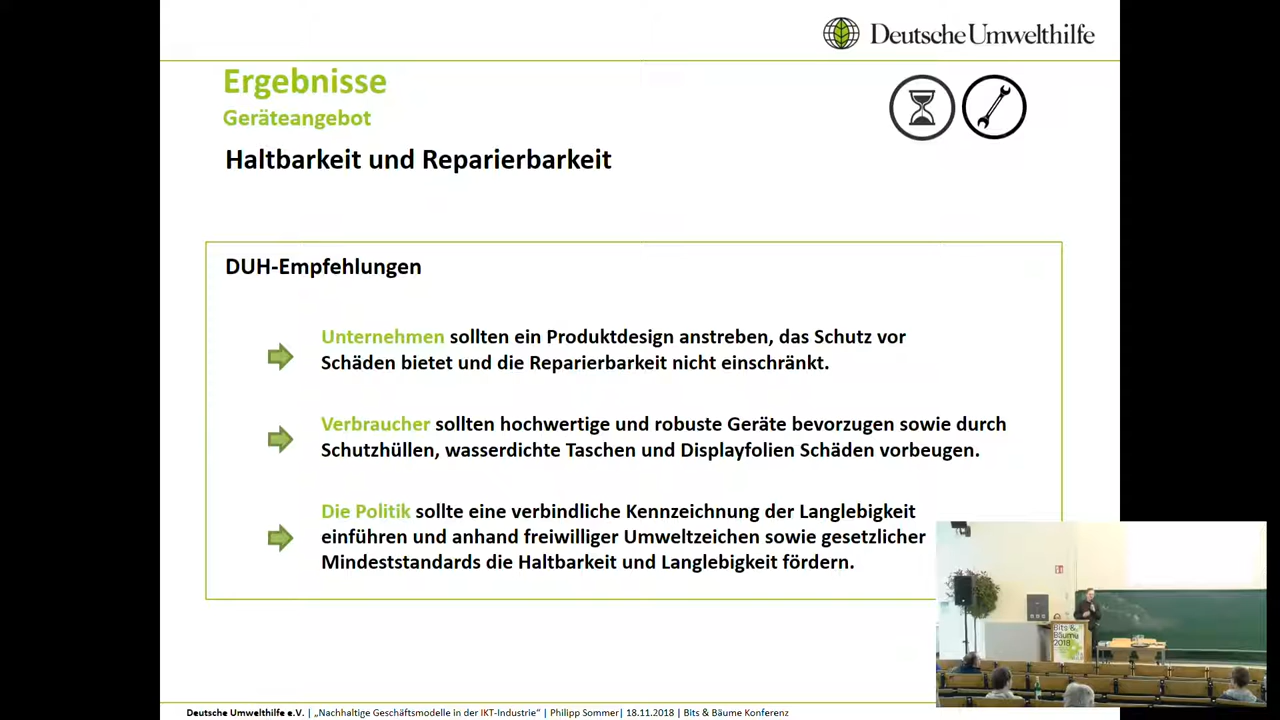 Deutsche Umwelthilfe
Ergebnisse
Geräteangebot
Haltbarkeit und Reparierbarkeit
DUH-Empfehlungen
Unternehmen sollten ein Produktdesign anstreben, das Schutz vor
Schäden bietet und die Reparierbarkeit nicht einschränkt.
Verbraucher sollten hochwertige und robuste Geräte bevorzugen sowie durch
Schutzhüllen, wasserdichte Taschen und Displayfolien Schäden vorbeugen.
Die Politik sollte eine verbindliche Kennzeichnung der Langlebigkeit
einführen und anhand freiwilliger Umweltzeichen sowie gesetzlicher
Mindeststandards die Haltbarkeit und Langlebigkeit fördern.
Bits &
Bäume
2018
Deutsche Umwelthilfe e.V. | „Nachhaltige Geschäftsmodelle in der IKT-Industrie“ | Philipp Sommer| 18.11.2018 | Bits & Bäume Konferenz